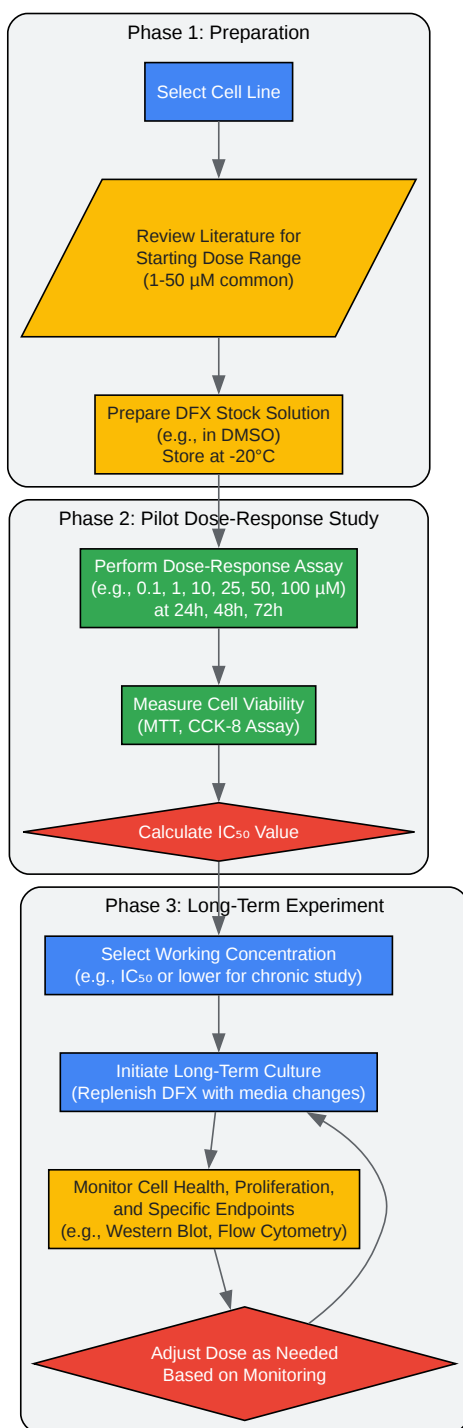 Phase 1: Preparation
Select Cell Line
Review Literature for
Starting Dose Range
(1-50 µM common)
Prepare DFX Stock Solution
(e.g., in DMSO)
Store at -20°C
Phase 2: Pilot Dose-Response Study
Perform Dose-Response Assay
(e.g., 0.1, 1, 10, 25, 50, 100 µM)
at 24h, 48h, 72h
Measure Cell Viability
(MTT, CCK-8 Assay)
Calculate IC₅₀ Value
Phase 3: Long-Term Experiment
Select Working Concentration
(e.g., IC₅₀ or lower for chronic study)
Initiate Long-Term Culture
(Replenish DFX with media changes)
Monitor Cell Health, Proliferation,
and Specific Endpoints
(e.g., Western Blot, Flow Cytometry)
Adjust Dose as Needed
Based on Monitoring